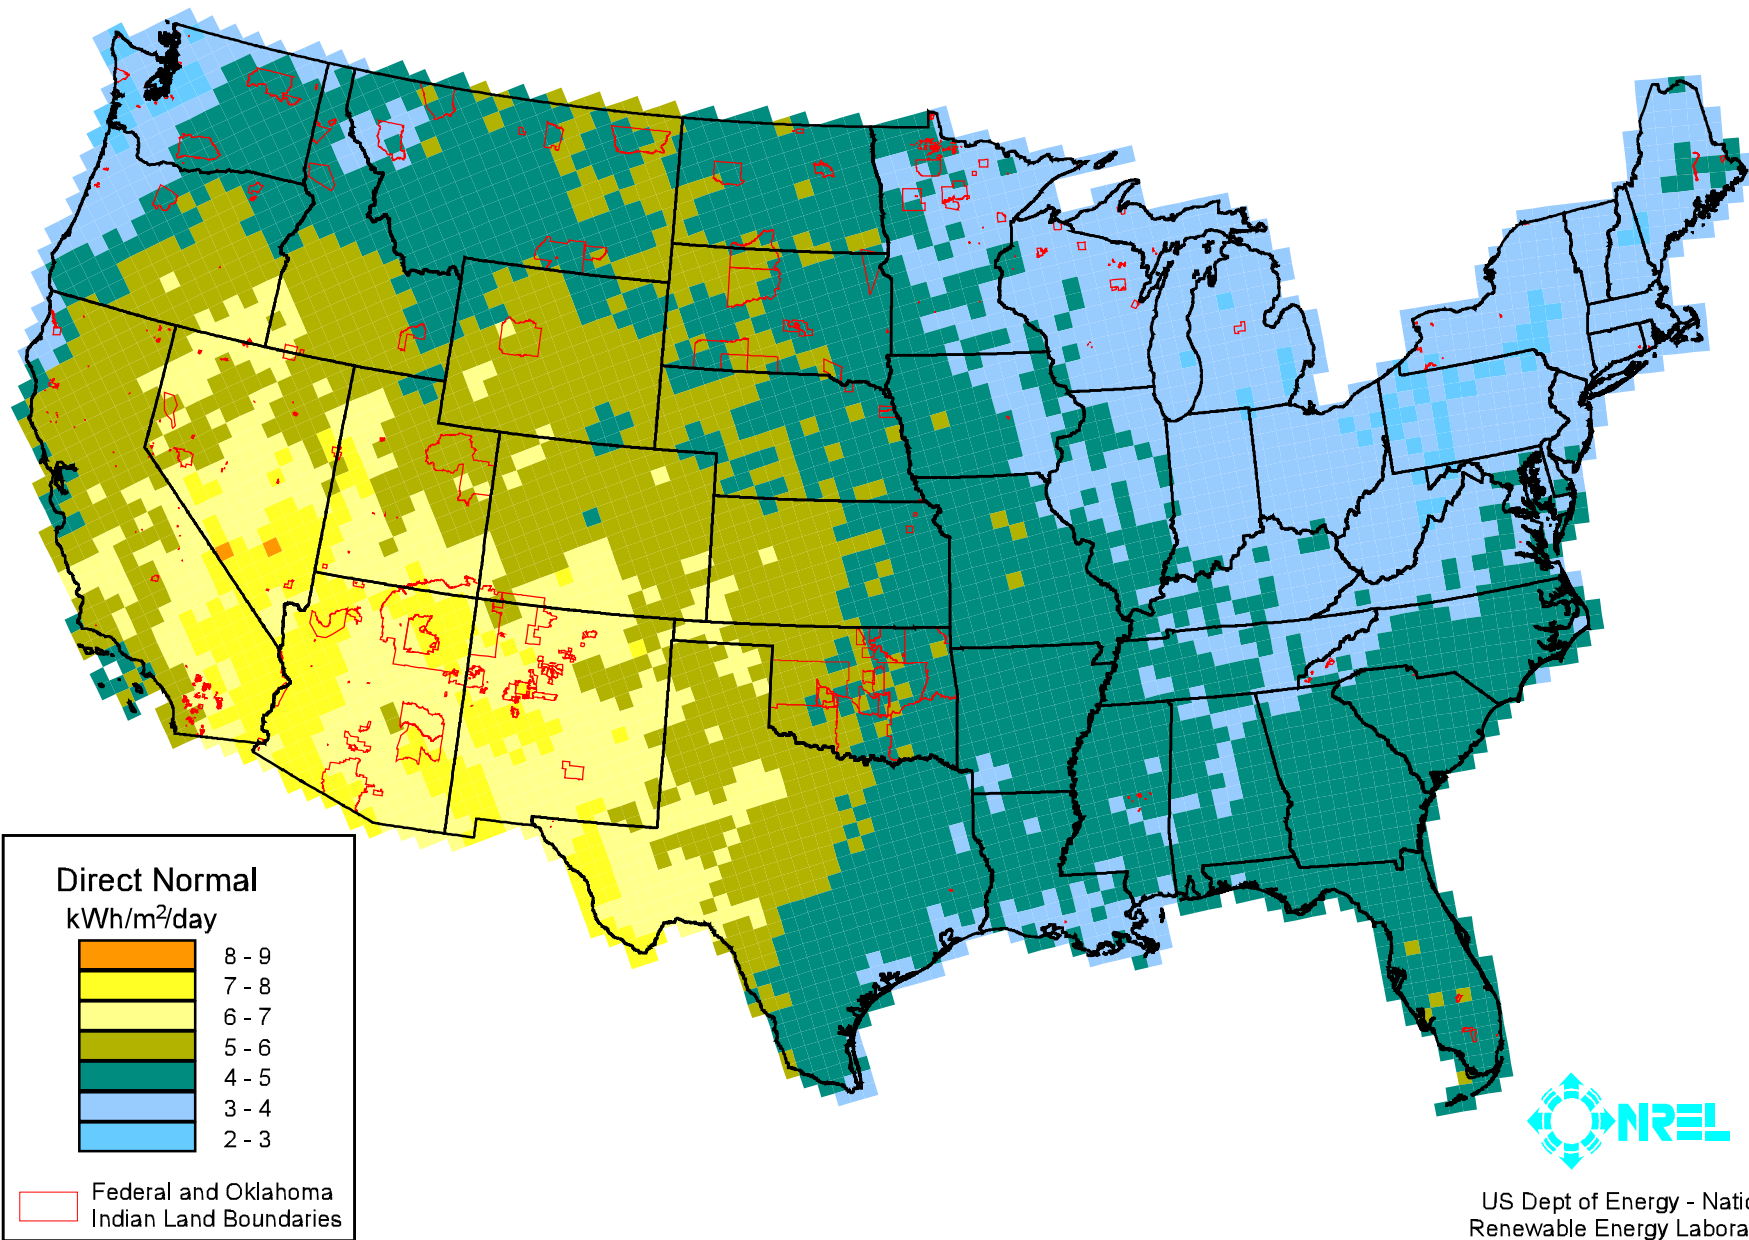 Direct Normal
kWh/m²/day
8 - 9
7 - 8
6 - 7
5 - 6
4 - 5
3 - 4
2 - 3
Federal and Oklahoma
Indian Land Boundaries
NREL
US Dept of Energy - Natio
Renewable Energy Labora